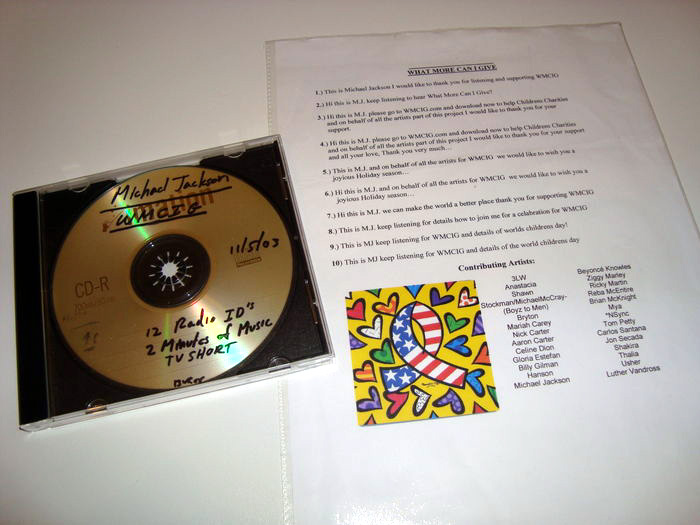 Michael Jackson
WMCIG
mation
11/5/03
CD-R
12 Radio ID's
2 Minutes of Music
TV SHORT
WHAT MORE CAN I GIVE
1.) This is Michael Jackson I would like to thank you for listening and supporting WMCIG
2.) Hi this is M.J. keep listening to hear What More Can I Give!!
3.) Hi this is M.J. please go to WMCIG.com and download now to help Childrens Charities
and on behalf of all the artists part of this project I would like to thank you for your
support.
4.) Hi this is M.J. please go to WMCIG.com and download now to help Childrens Charities
and on behalf of all the artists part of this project I would like to thank you for your support
and all your love, Thank you very much…
5.) This is M.J. and on behalf of all the artists for WMCIG we would like to wish you a
joyious Holiday season…
6.) Hi this is M.J. and on behalf of all the artists for WMCIG we would like to wish you a
joyious Holiday season…
7.) Hi this is M.J. we can make the world a better place thank you for supporting WMCIG
8.) This is M.J. keep listening for details how to join me for a celebration for WMCIG
9.) This is MJ keep listening for WMCIG and details of worlds childrens day!
10) This is MJ keep listening for WMCIG and details of the world childrens day
Contributing Artists:
3LW
Anastacia
Shawn
Stockman/MichaelMcCray-
(Boyz to Men)
Bryton
Mariah Carey
Nick Carter
Aaron Carter
Celine Dion
Gloria Estefan
Billy Gilman
Hanson
Michael Jackson
Beyoncé Knowles
Ziggy Marley
Ricky Martin
Reba McEntire
Brian McKnight
Mya
*NSync
Tom Petty
Carlos Santana
Jon Secada
Shakira
Thalia
Usher
Luther Vandross